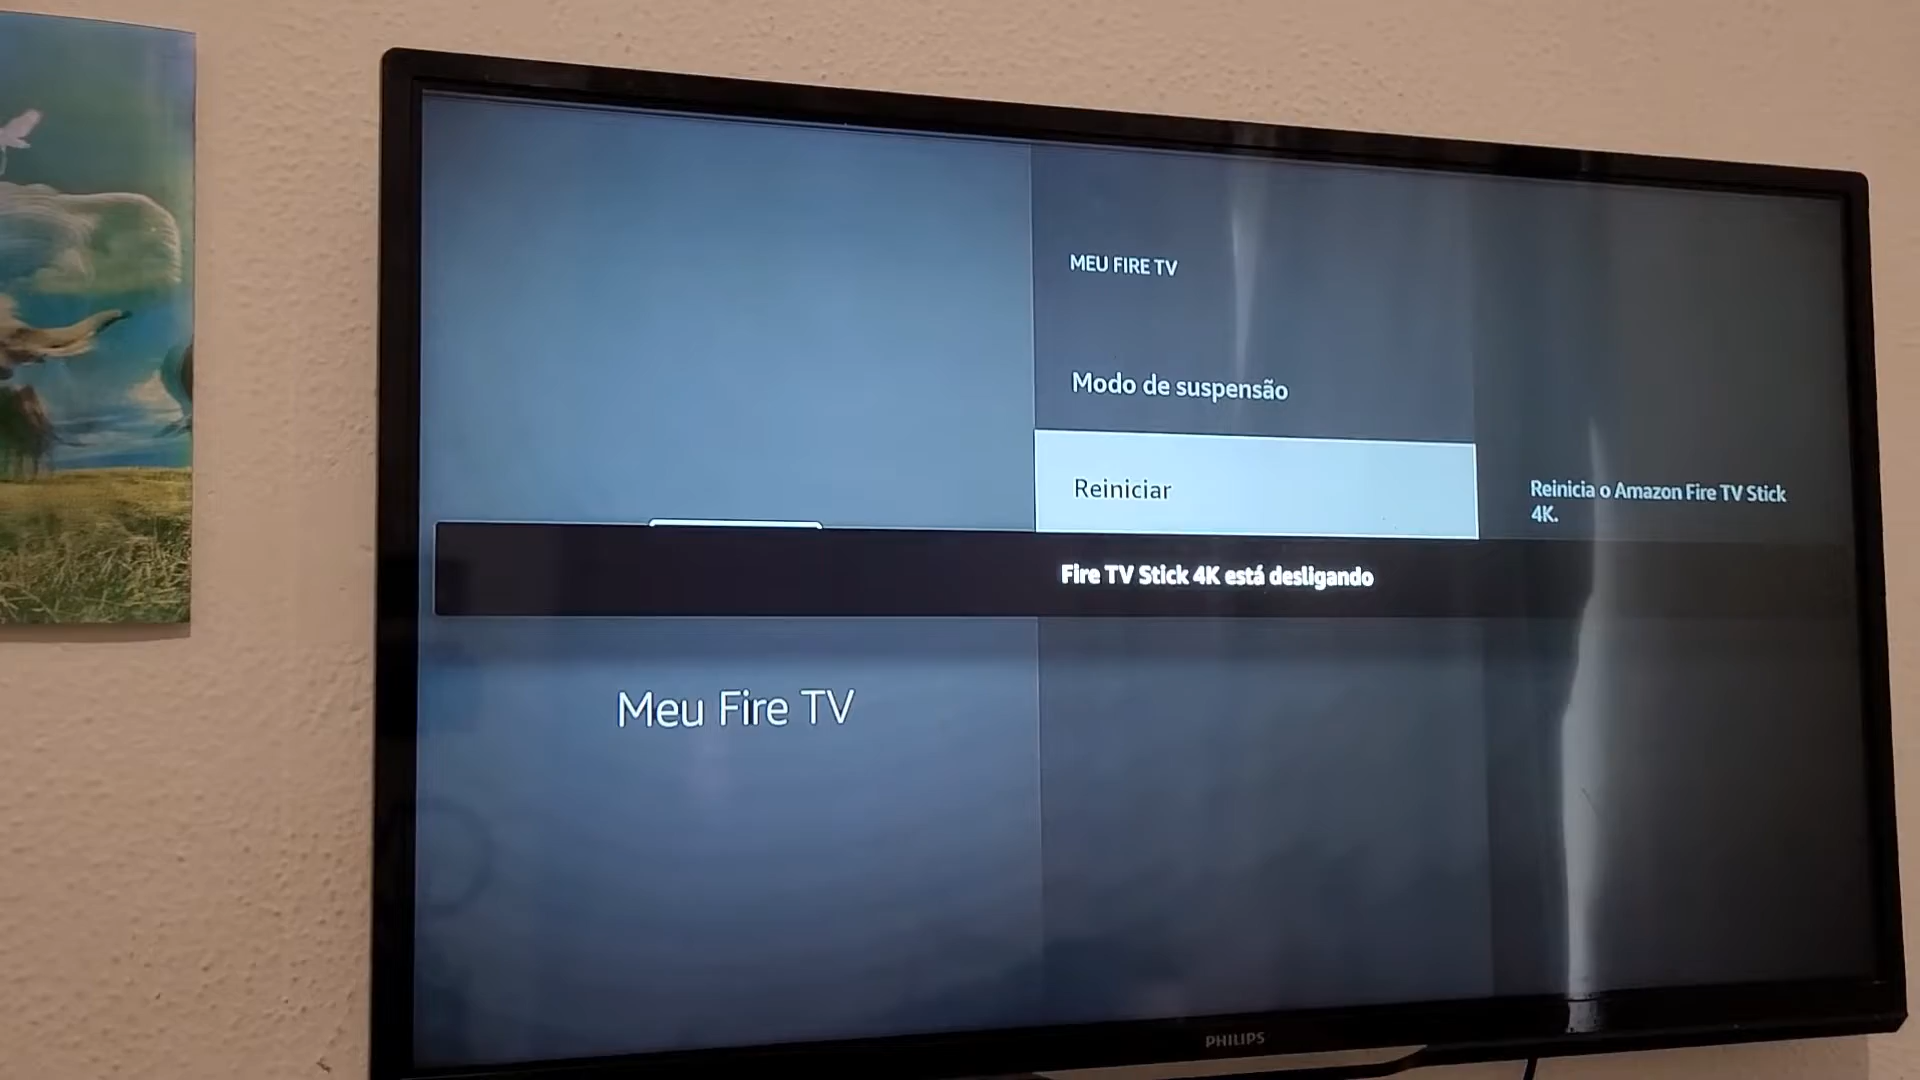 MEU FIRE TV
Modo de suspensão
Reiniciar
Reinicia o Amazon Fire TV Stick
4K.
Fire TV Stick 4K está desligando
Meu Fire TV
PHILIPS